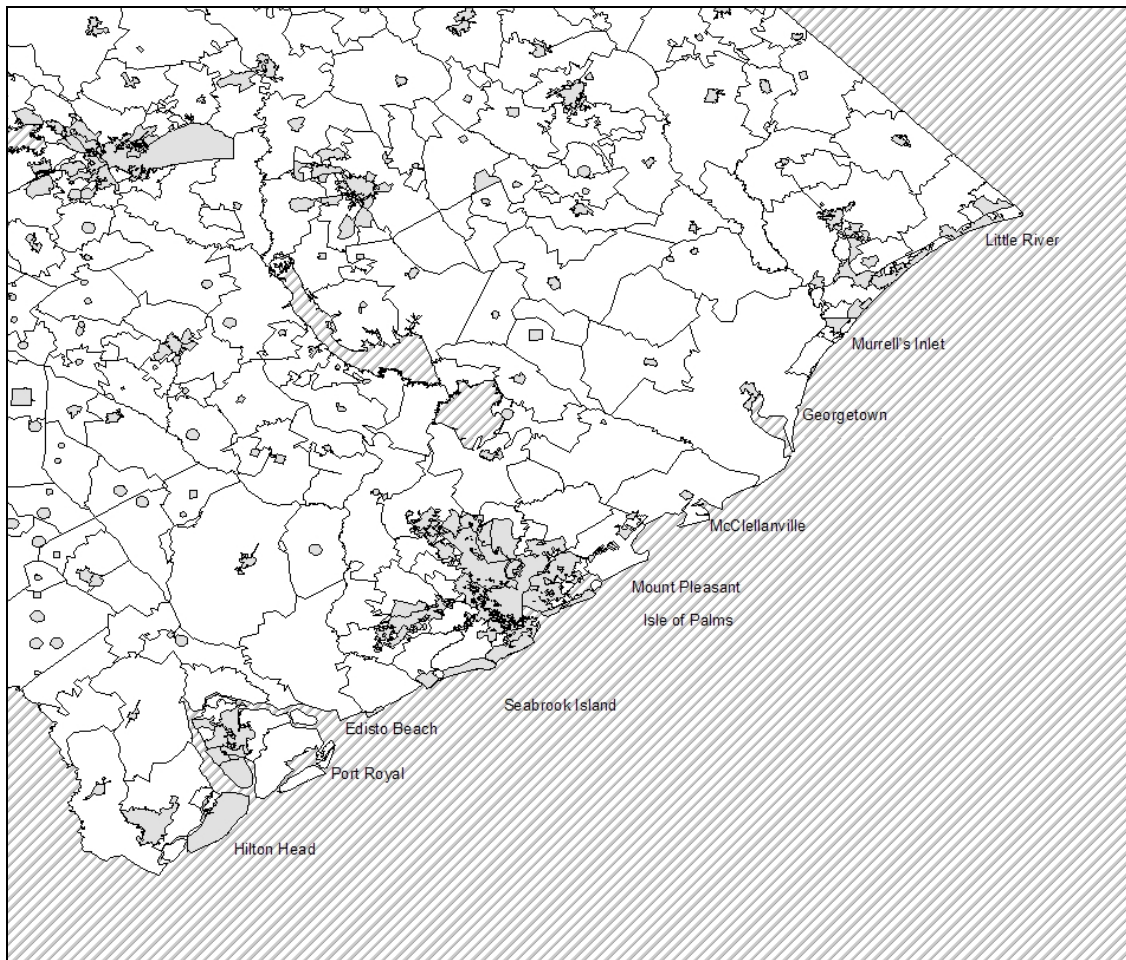 Little River
Murrell's Inlet
Georgetown
McClellanville
Mount Pleasant
Isle of Palms
Seabrook Island
Edisto Beach
Port Royal
Hilton Head